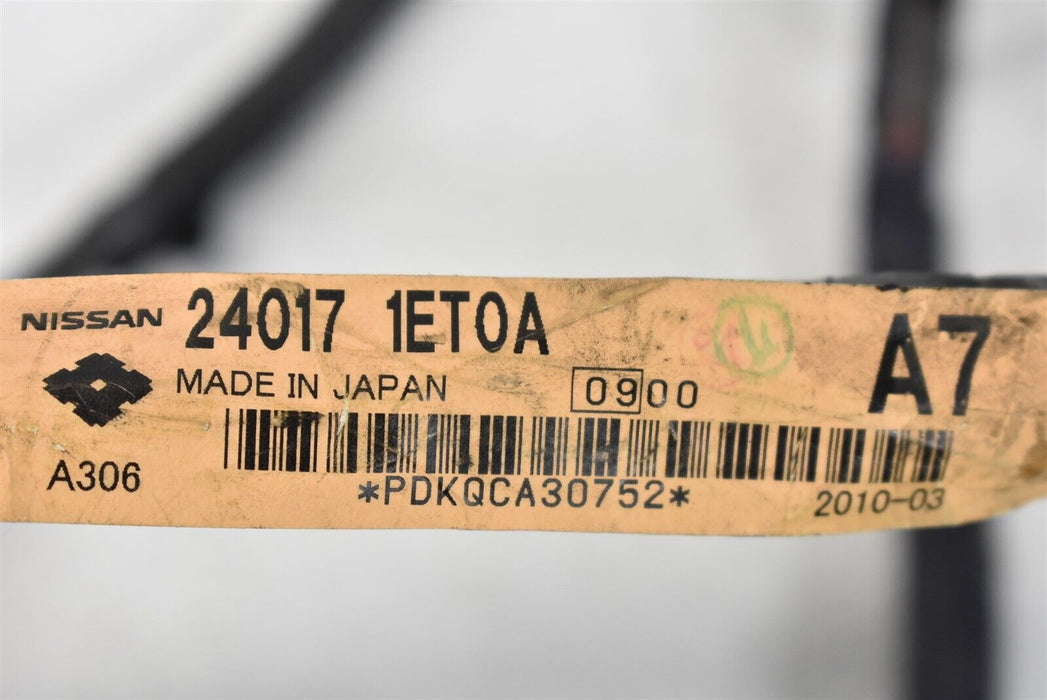 NISSAN 24017 1ET0A
A7
MADE IN JAPAN 0900
A306
*PDKQCA30752*
2010-03